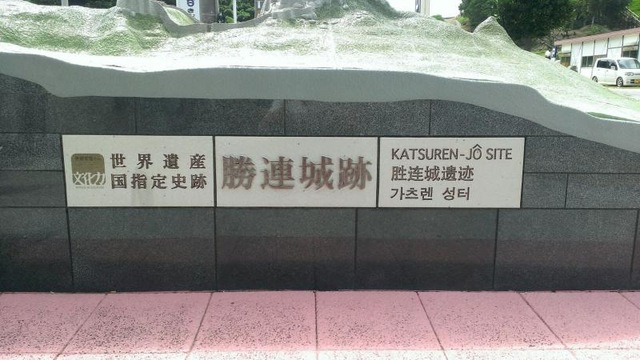 文化力
世界遺産
国指定史跡
勝連城跡
KATSUREN-JÔ SITE
胜连城遗迹
가츠렌 성터